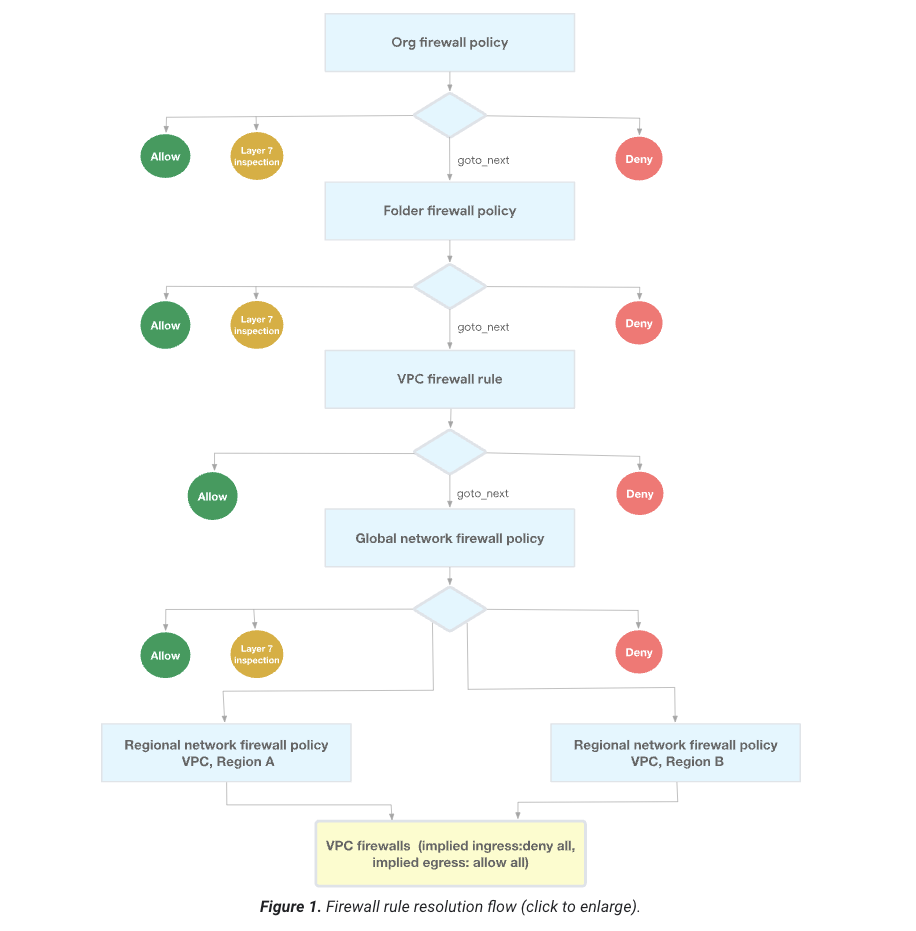 Org firewall policy
Allow
Layer 7
inspection
goto_next
Deny
Folder firewall policy
Allow
Layer 7
inspection
goto_next
Deny
VPC firewall rule
Allow
goto_next
Deny
Global network firewall policy
Allow
Layer 7
inspection
Deny
Regional network firewall policy
VPC, Region A
Regional network firewall policy
VPC, Region B
VPC firewalls (implied ingress:deny all,
implied egress: allow all)
Figure 1. Firewall rule resolution flow (click to enlarge).